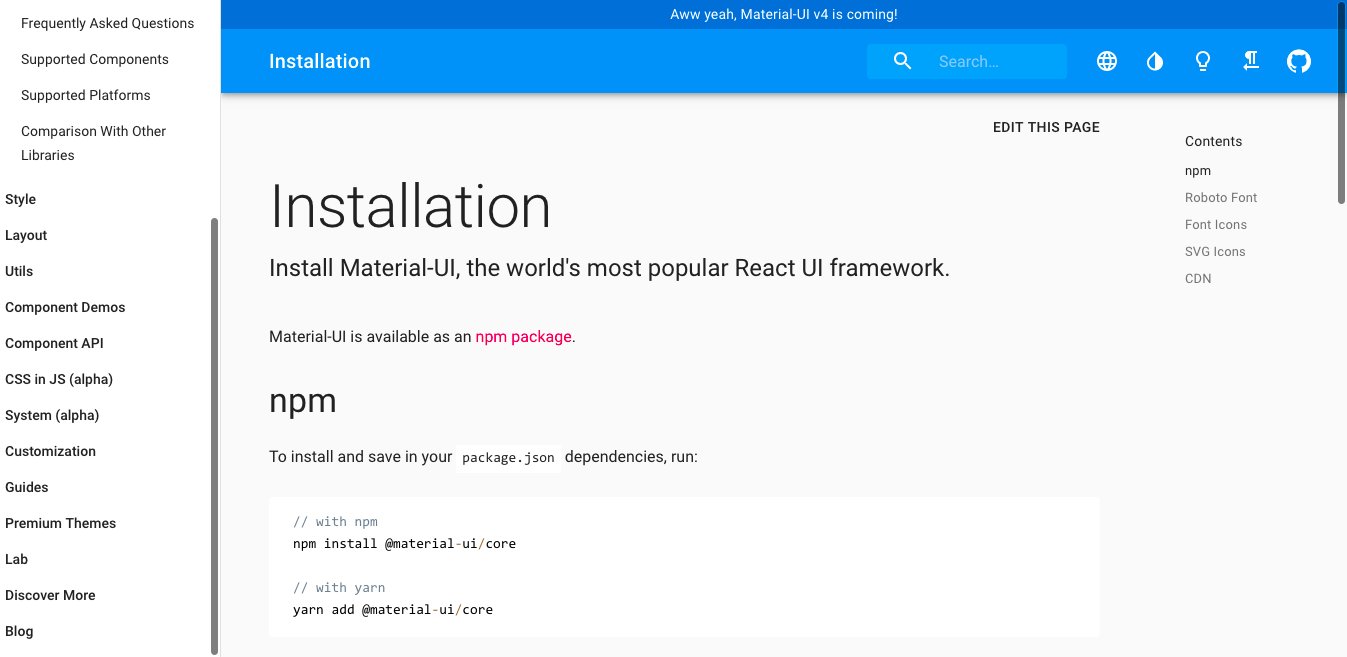 Frequently Asked Questions
Supported Components
Supported Platforms
Comparison With Other
Libraries
Style
Layout
Utils
Component Demos
Component API
CSS in JS (alpha)
System (alpha)
Customization
Guides
Premium Themes
Lab
Discover More
Blog
Aww yeah, Material-UI v4 is coming!
Installation
Search…
EDIT THIS PAGE
Installation
Install Material-UI, the world's most popular React UI framework.
Material-UI is available as an npm package.
npm
To install and save in your package.json dependencies, run:
// with npm
npm install @material-ui/core
// with yarn
yarn add @material-ui/core
Contents
npm
Roboto Font
Font Icons
SVG Icons
CDN